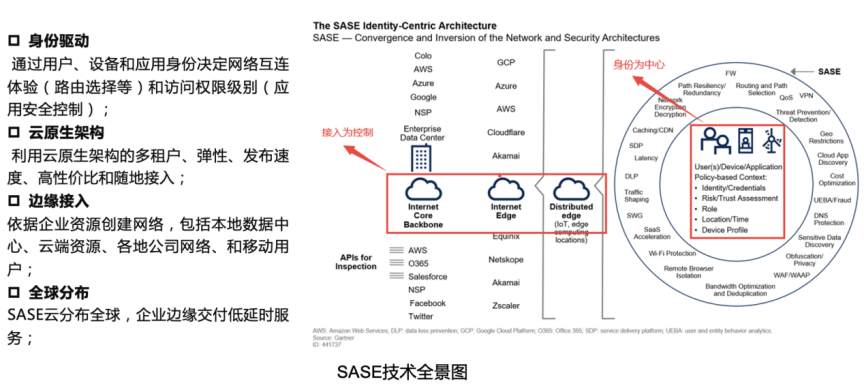 身份驱动
通过用户、设备和应用身份决定网络互连
体验（路由选择等）和访问权限级别（应
用安全控制）；
云原生架构
利用云原生架构的多租户、弹性、发布速
度、高性价比和随地接入；
边缘接入
依据企业资源创建网络，包括本地数据中
心、云端资源、各地公司网络、和移动用
户；
全球分布
SASE云分布全球，企业边缘交付低延时服
务；
The SASE Identity-Centric Architecture
SASE — Convergence and Inversion of the Network and Security Architectures
Colo
AWS
Azure
Google
NSP
Enterprise
Data Center
接入为控制
Internet
Core
Backbone
APIs for
Inspection
AWS
O365
Salesforce
NSP
Facebook
Twitter
GCP
Azure
AWS
Cloudflare
Akamai
Internet
Edge
Equinix
Netskope
Akamai
Zscaler
Distributed
edge
(IoT, edge
computing
locations)
身份为中心
SASE
FW
Routing and Path
Selection
QoS
VPN
Threat Prevention/
Detection
Geo
Restrictions
Cloud App
Discovery
Cost
Optimization
UEBA/Fraud
DNS
Protection
Sensitive Data
Discovery
Obfuscation/
Privacy
WAF/WAAP
Bandwidth Optimization
and Deduplication
Remote Browser
Isolation
Wi-Fi Protection
SaaS
Acceleration
SWG
Traffic
Shaping
DLP
Latency
SDP
Caching/CDN
Network
Encryption
Decryption
Path Resiliency/
Redundancy
User(s)/Device/Application
Policy-based Context:
• Identity/Credentials
• Risk/Trust Assessment
• Role
• Location/Time
• Device Profile
AWS: Amazon Web Services; DLP: data loss prevention; GCP: Google Cloud Platform; O365: Office 365; SDP: service delivery platform; UEBA: user and entity behavior analytics.
Source: Gartner
ID: 441737
SASE技术全景图